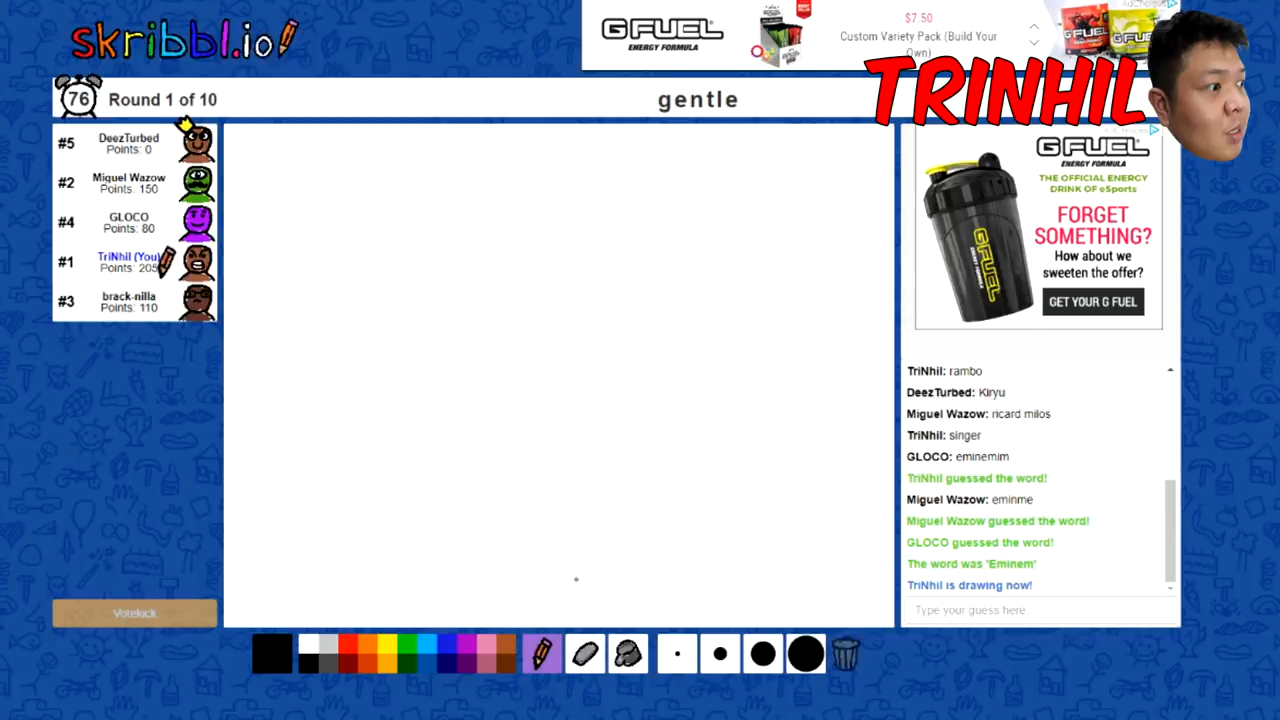 skribbl.io
G FUEL
ENERGY FORMULA
$7.50
Custom Variety Pack (Build Your
Own)
TRINHIL
76
Round 1 of 10
gentle
#5
DeezTurbed
Points: 0
#2
Miguel Wazow
Points: 150
#4
GLOCO
Points: 80
#1
TriNhil (You)
Points: 205
#3
brack-nilla
Points: 110
Votekick
G FUEL
ENERGY FORMULA
THE OFFICIAL ENERGY
DRINK OF eSports
FORGET
SOMETHING?
How about we
sweeten the offer?
GET YOUR G FUEL
G FUEL
TriNhil: rambo
DeezTurbed: Kiryu
Miguel Wazow: ricard milos
TriNhil: singer
GLOCO: eminemim
TriNhil guessed the word!
Miguel Wazow: eminme
Miguel Wazow guessed the word!
GLOCO guessed the word!
The word was 'Eminem'
TriNhil is drawing now!
Type your guess here